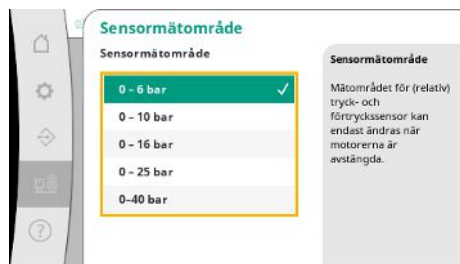 Sensormätområde
Sensormätområde
0 – 6 bar
0 – 10 bar
0 – 16 bar
0 – 25 bar
0–40 bar
Sensormätområde
Mätområdet för (relativ)
tryck- och
förtryckssensor kan
endast ändras när
motorerna är
avstängda.
?